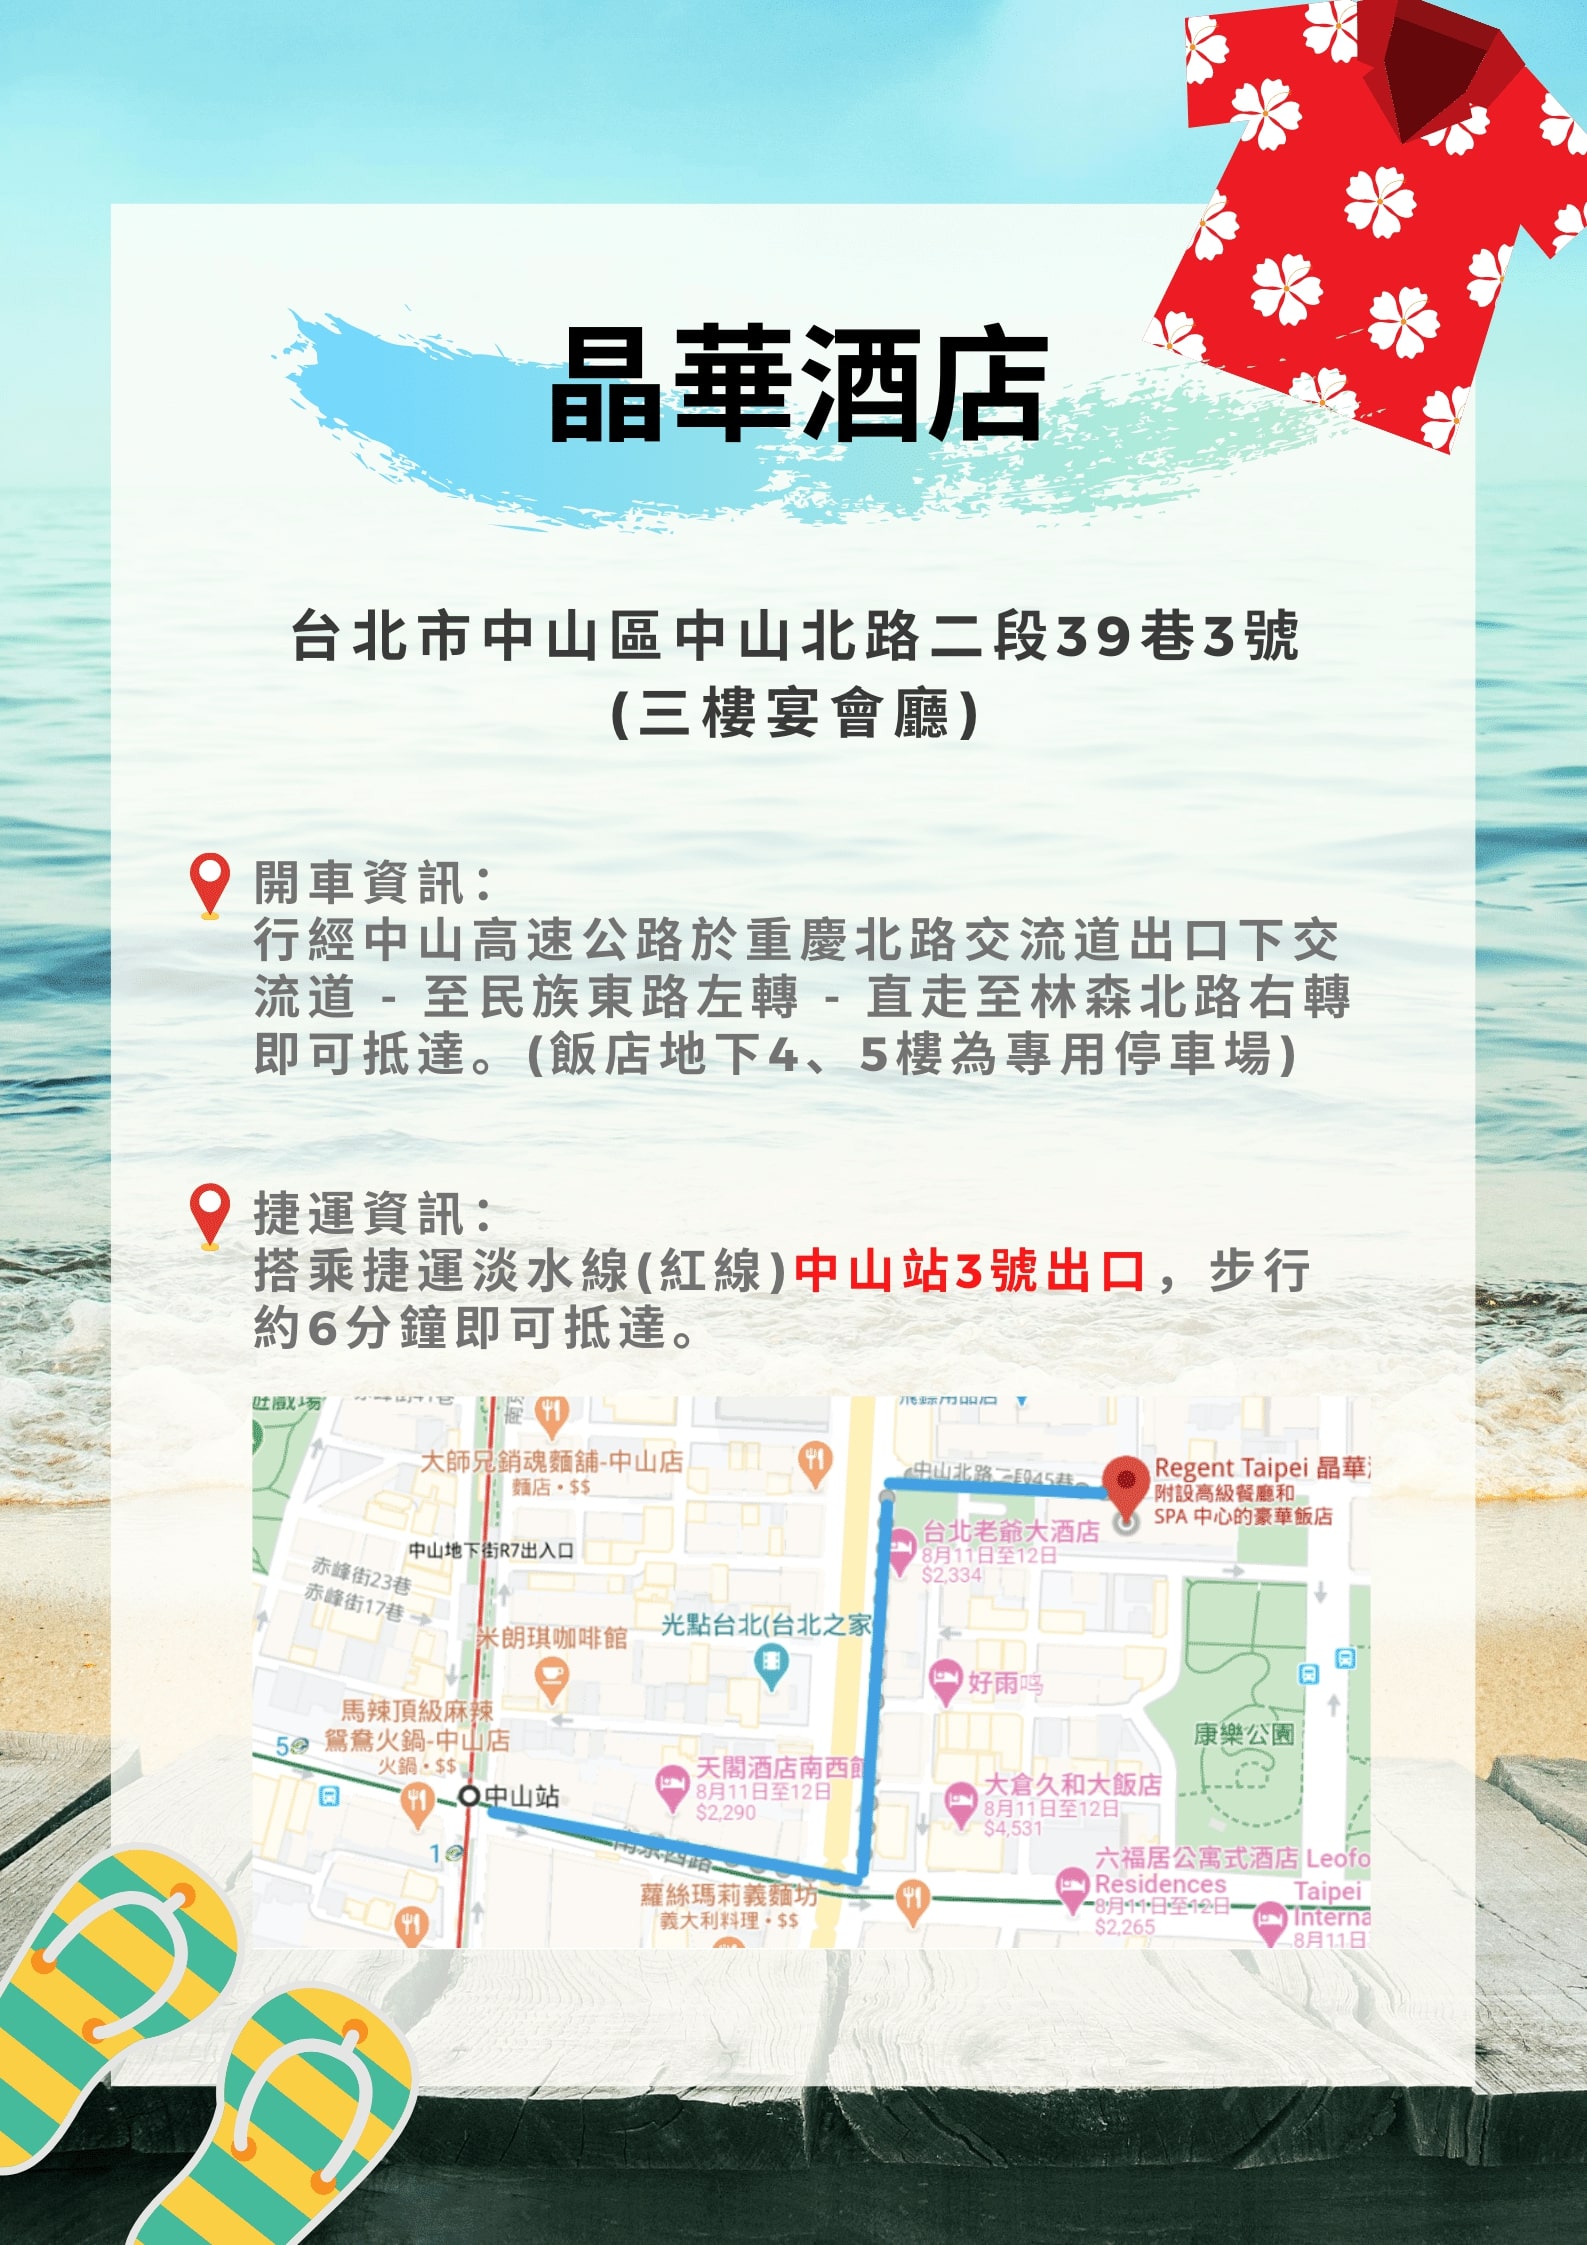 晶華酒店
台北市中山區中山北路二段39巷3號
(三樓宴會廳)
開車資訊：
行經中山高速公路於重慶北路交流道出口下交
流道 - 至民族東路左轉 - 直走至林森北路右轉
即可抵達。(飯店地下4、5樓為專用停車場)
捷運資訊：
搭乘捷運淡水線(紅線)中山站3號出口，步行
約6分鐘即可抵達。
大師兄銷魂麵舖-中山店
麵店・$$
中山北路二段45巷
Regent Taipei 晶華
附設高級餐廳和
SPA 中心的豪華飯店
台北老爺大酒店
8月11日至12日
$2,334
中山地下街R7出入口
赤峰街23巷
赤峰街17巷
米朗琪咖啡館
光點台北(台北之家
好雨鸣
馬辣頂級麻辣
鴛鴦火鍋-中山店
火鍋・$$
康樂公園
5
中山站
天閣酒店南西館
8月11日至12日
$2,290
大倉久和大飯店
8月11日至12日
$4,531
1
南京西路
蘿絲瑪莉義麵坊
義大利料理・$$
六福居公寓式酒店 Leofo
Residences
8月11日至12日
$2,265
Taipei
Interna
8月11日